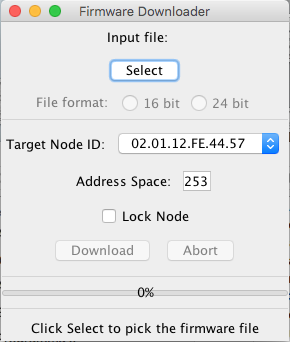 Firmware Downloader
Input file:
Select
File format: 16 bit 24 bit
Target Node ID: 02.01.12.FE.44.57
Address Space: 253
Lock Node
Download Abort
0%
Click Select to pick the firmware file